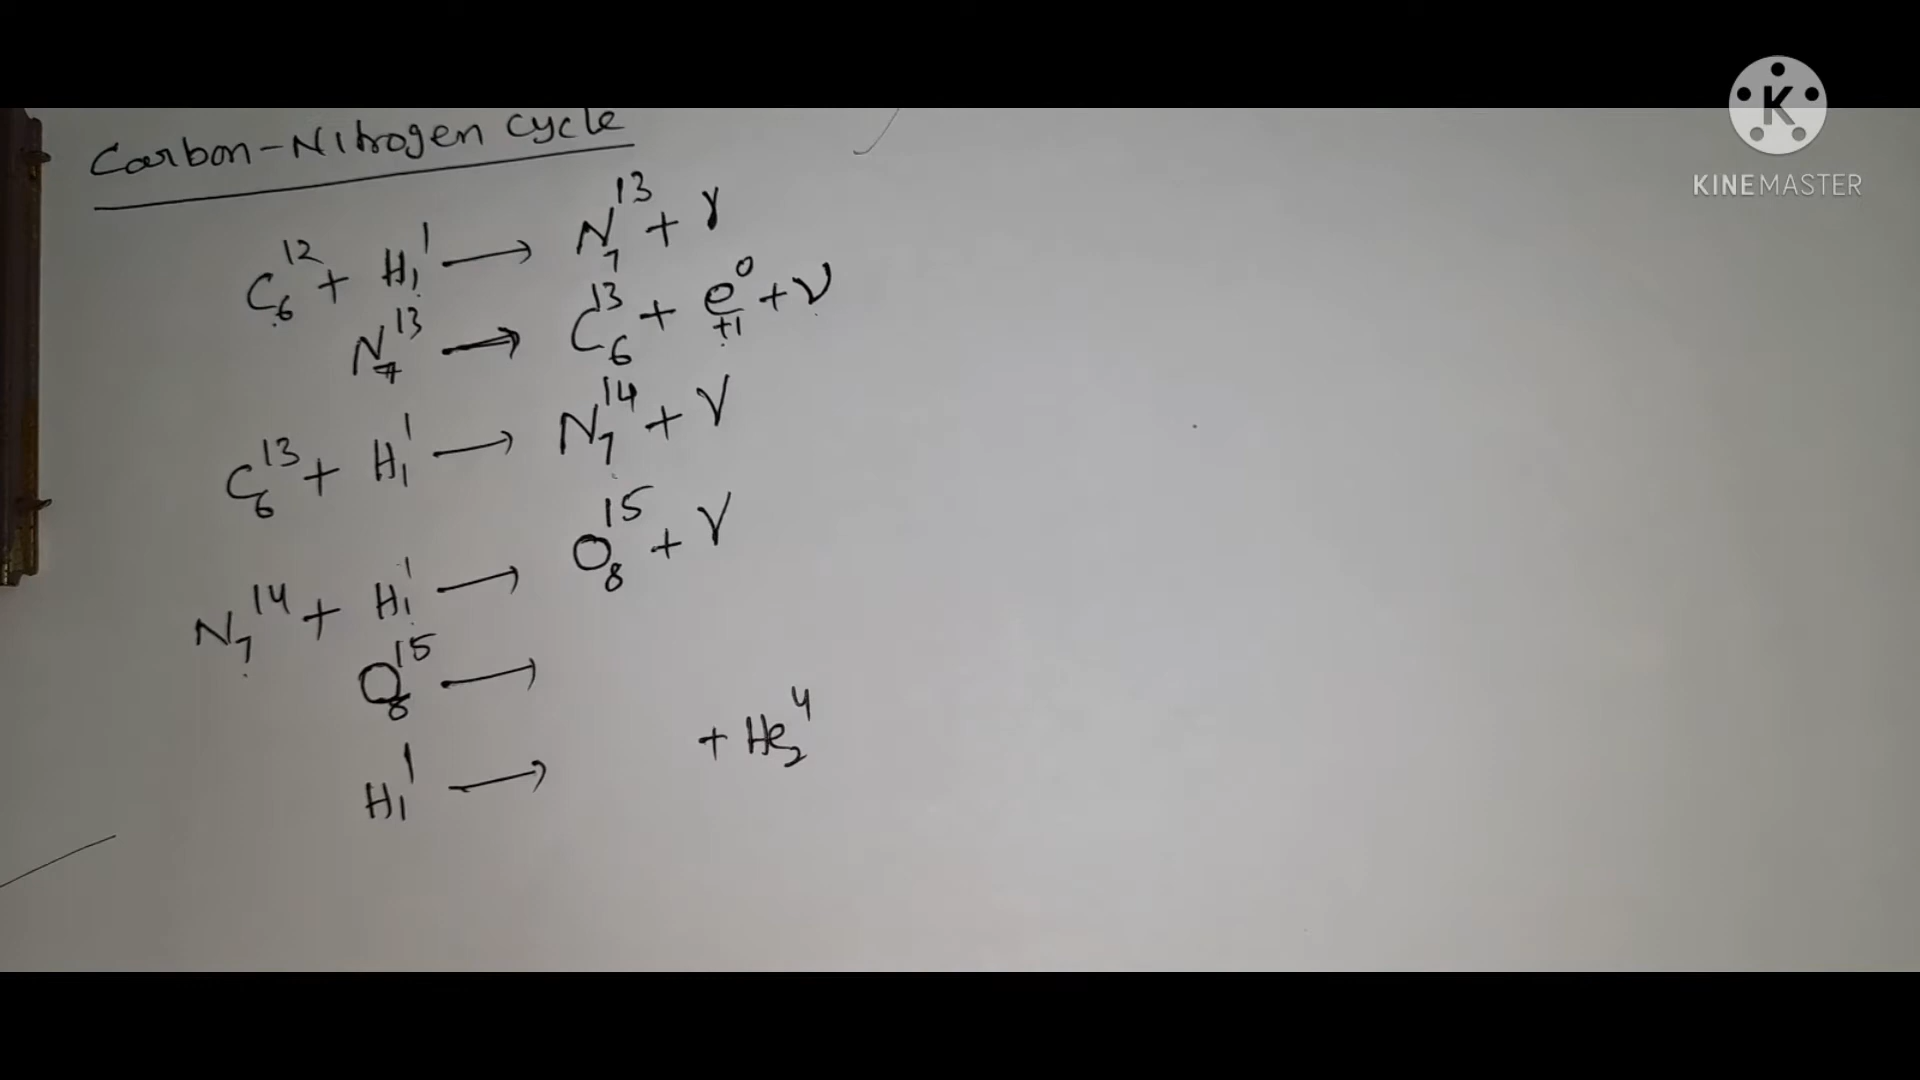 Carbon-Nitrogen cycle
C₆¹² + H₁¹ → N₇¹³ + γ
N₇¹³ → C₆¹³ + e₊₁⁰ + ν
C₆¹³ + H₁¹ → N₇¹⁴ + γ
N₇¹⁴ + H₁¹ → O₈¹⁵ + γ
O₈¹⁵ →
H₁¹ → + He₂⁴
K
KINEMASTER